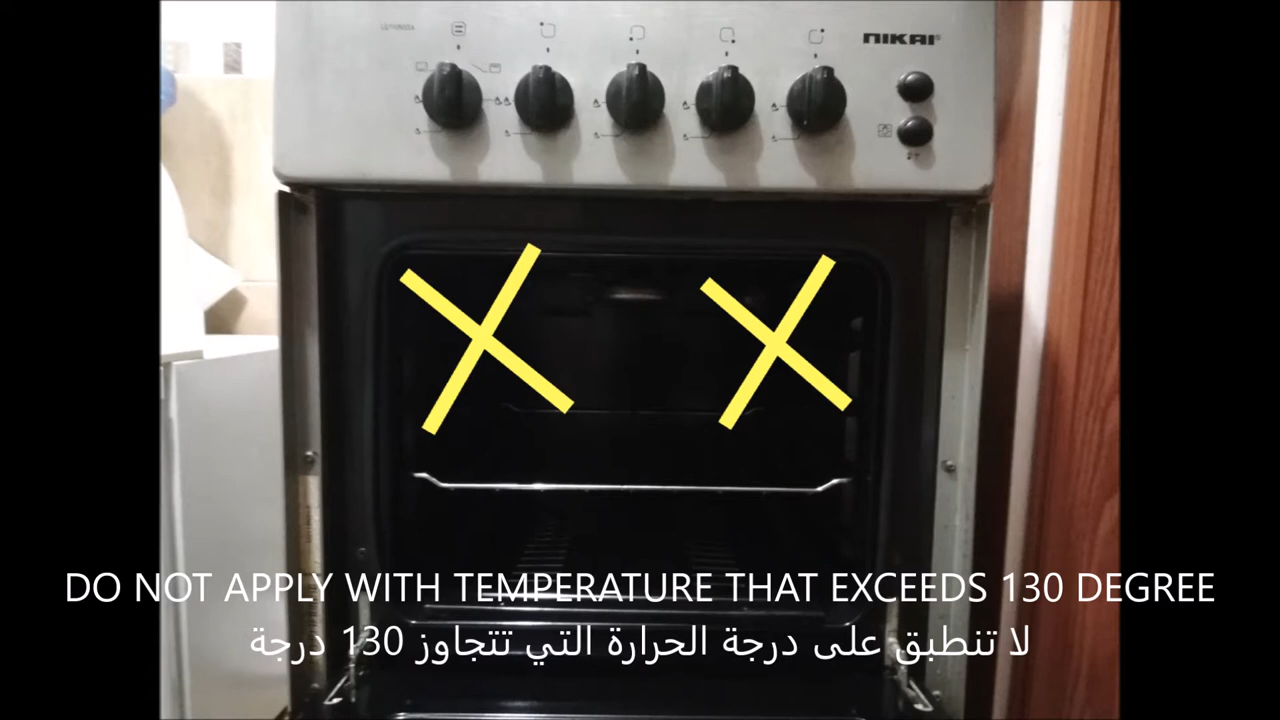 NIKAI
DO NOT APPLY WITH TEMPERATURE THAT EXCEEDS 130 DEGREE
لا تنطبق على درجة الحرارة التي تتجاوز 130 درجة